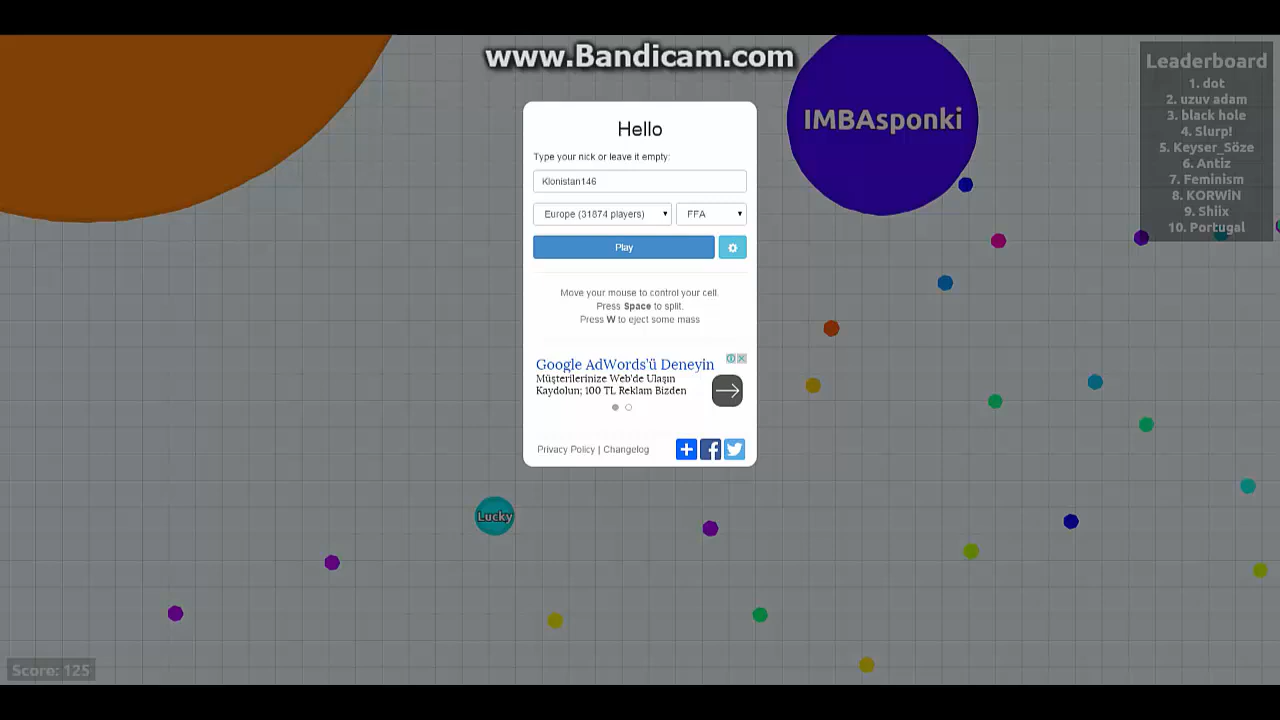 www.Bandicam.com
IMBAsponki
Leaderboard
1. dot
2. uzuv adam
3. black hole
4. Slurp!
5. Keyser_Söze
6. Antiz
7. Feminism
8. KORWiN
9. Shiix
10. Portugal
Hello
Type your nick or leave it empty:
Klonistan146
Europe (31874 players)
FFA
Play
Move your mouse to control your cell.
Press Space to split.
Press W to eject some mass
Google AdWords'ü Deneyin
Müşterilerinize Web'de Ulaşın
Kaydolun; 100 TL Reklam Bizden
Privacy Policy | Changelog
Lucky
Score: 125